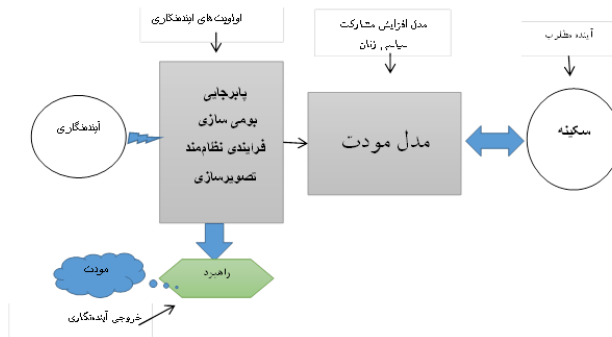 اولویت‌های آینده‌نگاری
مدل افزایش مشارکت
سیاسی زنان
آینده مطلوب
آینده‌نگاری
پابرجایی
بومی سازی
فرایندی نظام‌مند
تصویرسازی
مدل مودت
سکینه
مودت
راهبرد
خروجی آینده‌نگاری